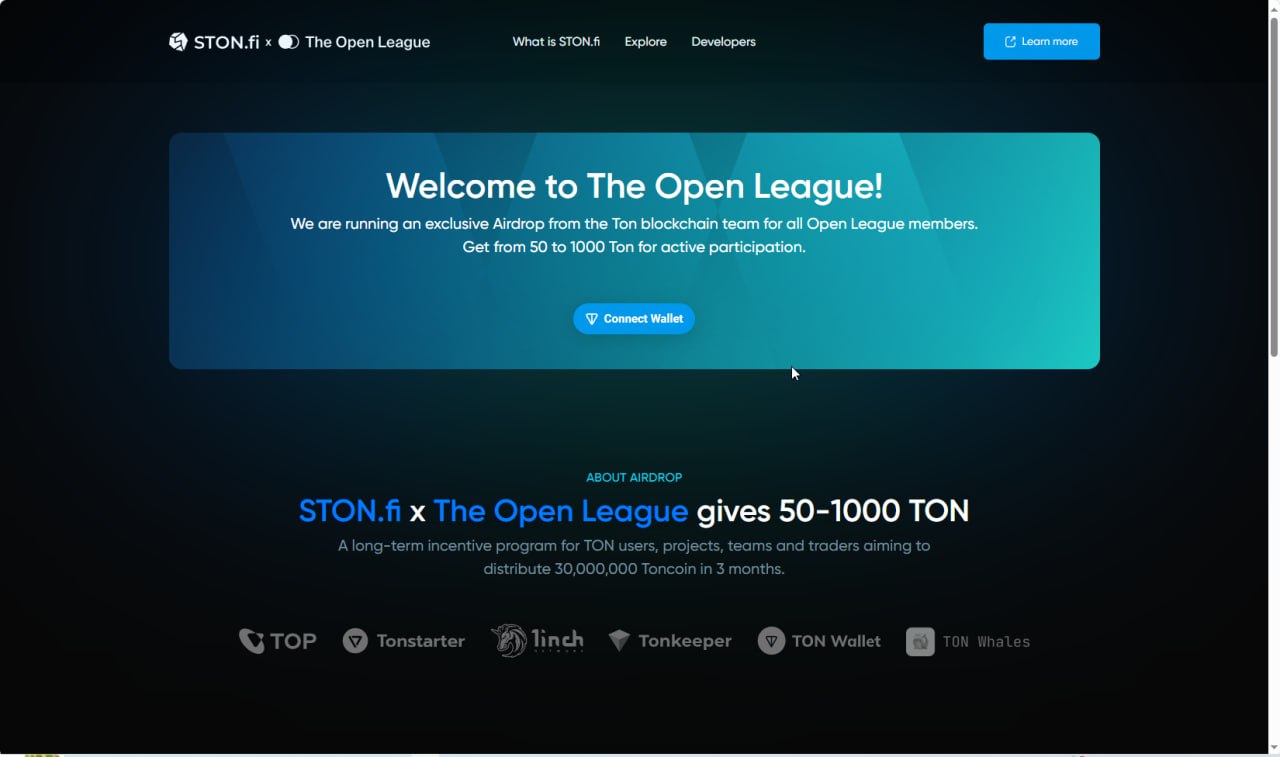 STON.fi x The Open League
What is STON.fi
Explore
Developers
Learn more
Welcome to The Open League!
We are running an exclusive Airdrop from the Ton blockchain team for all Open League members.
Get from 50 to 1000 Ton for active participation.
Connect Wallet
ABOUT AIRDROP
STON.fi x The Open League gives 50-1000 TON
A long-term incentive program for TON users, projects, teams and traders aiming to
distribute 30,000,000 Toncoin in 3 months.
TOP
Tonstarter
1inch
NETWORK
Tonkeeper
TON Wallet
TON Whales